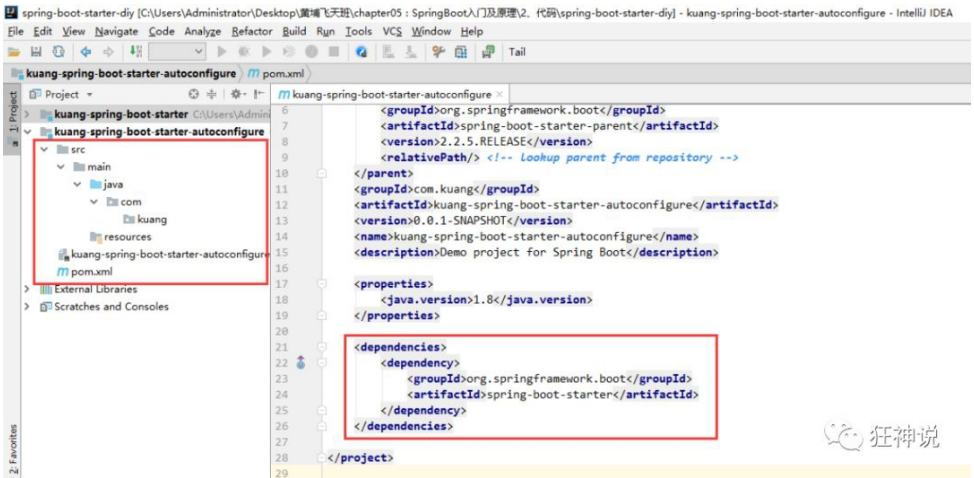 spring-boot-starter-diy [C:\Users\Administrator\Desktop\黄埔飞天班\chapter05：SpringBoot入门及原理\2、代码\spring-boot-starter-diy] - kuang-spring-boot-starter-autoconfigure - IntelliJ IDEA
File Edit View Navigate Code Analyze Refactor Build Run Tools VCS Window Help
Tail
kuang-spring-boot-starter-autoconfigure m pom.xml
1: Project
Project
kuang-spring-boot-starter C:\Users\Admini
kuang-spring-boot-starter-autoconfigure
src
main
java
com
kuang
resources
kuang-spring-boot-starter-autoconfigure
m pom.xml
External Libraries
Scratches and Consoles
2: Favorites
m kuang-spring-boot-starter-autoconfigure ×
6 <groupId>org.springframework.boot</groupId>
7 <artifactId>spring-boot-starter-parent</artifactId>
8 <version>2.2.5.RELEASE</version>
9 <relativePath/> <!-- lookup parent from repository -->
10 </parent>
11 <groupId>com.kuang</groupId>
12 <artifactId>kuang-spring-boot-starter-autoconfigure</artifactId>
13 <version>0.0.1-SNAPSHOT</version>
14 <name>kuang-spring-boot-starter-autoconfigure</name>
15 <description>Demo project for Spring Boot</description>
16
17 <properties>
18 <java.version>1.8</java.version>
19 </properties>
20
21 <dependencies>
22 <dependency>
23 <groupId>org.springframework.boot</groupId>
24 <artifactId>spring-boot-starter</artifactId>
25 </dependency>
26 </dependencies>
27
28 </project>
29
狂神说